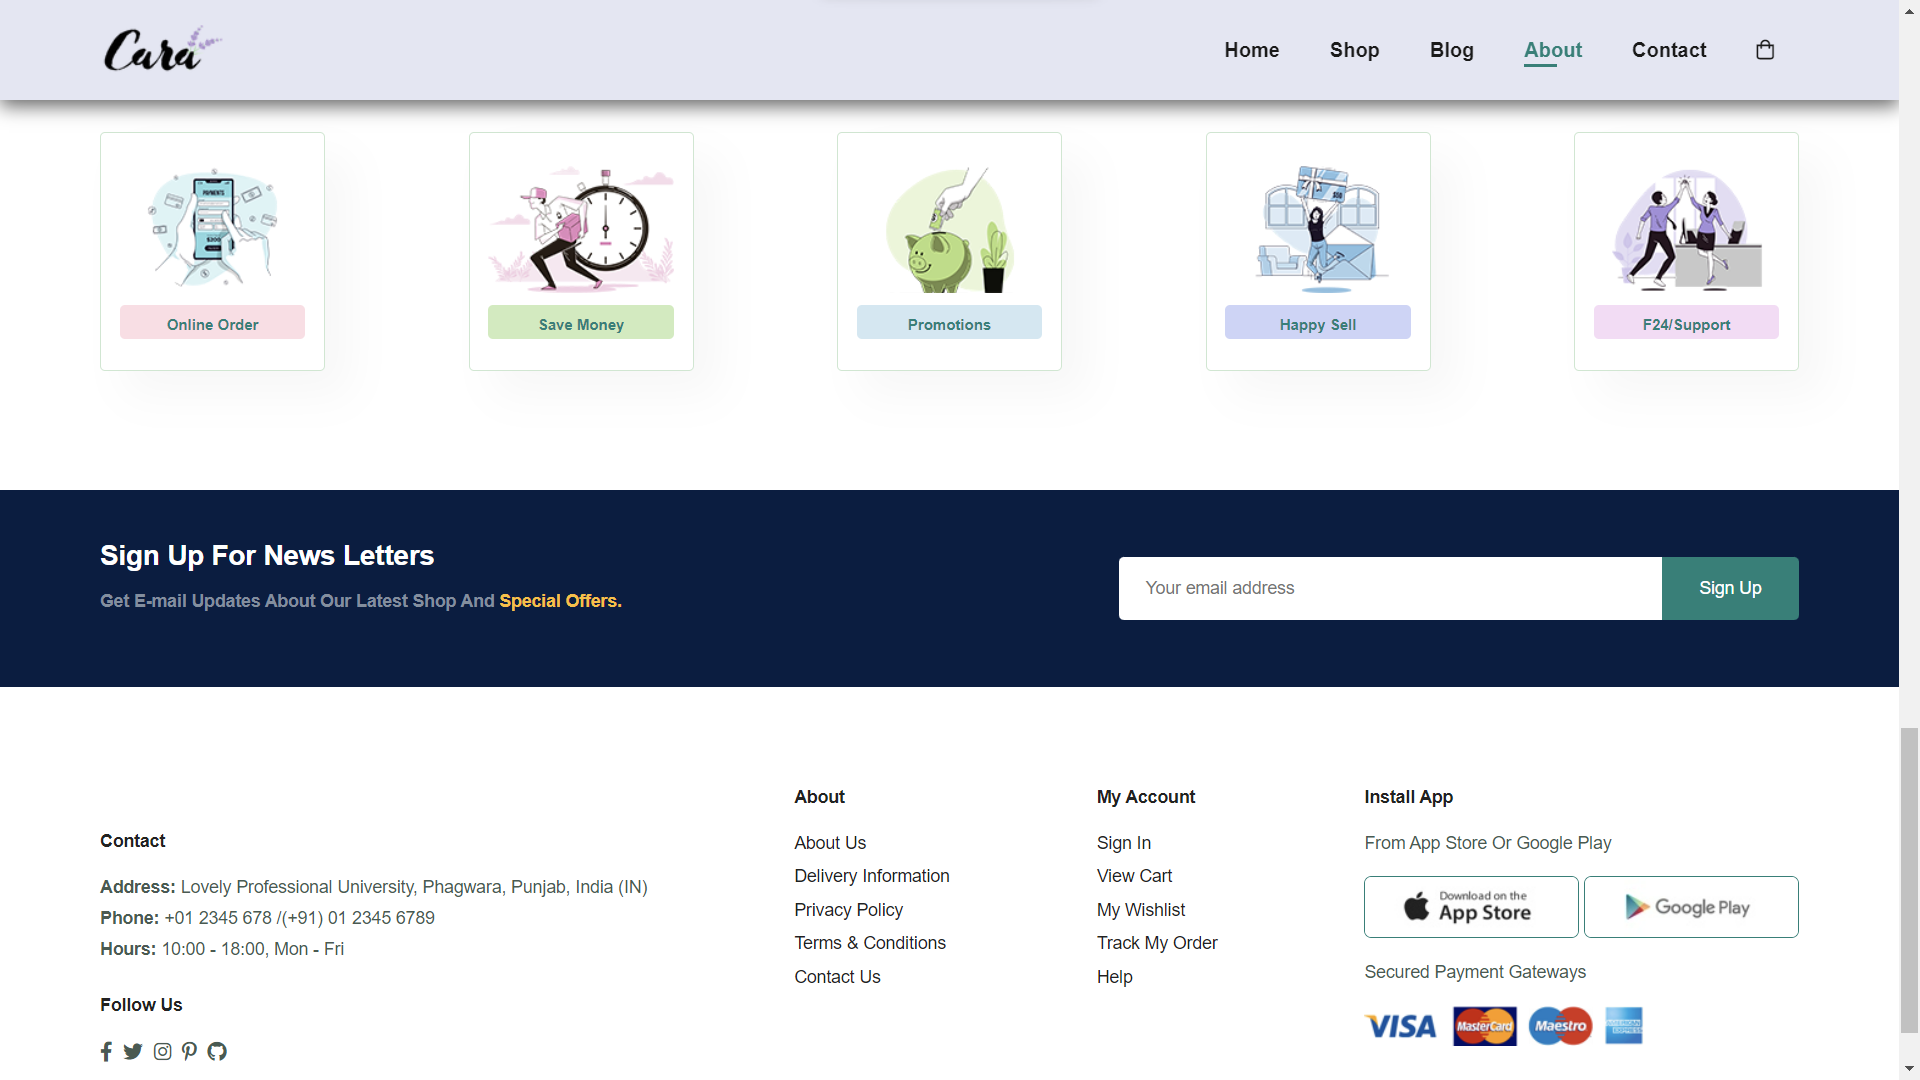 Cara
Home Shop Blog About Contact
PAYMENTS
Online Order
Save Money
Promotions
Happy Sell
F24/Support
Sign Up For News Letters
Get E-mail Updates About Our Latest Shop And Special Offers.
Your email address
Sign Up
Contact
Address: Lovely Professional University, Phagwara, Punjab, India (IN)
Phone: +01 2345 678 /(+91) 01 2345 6789
Hours: 10:00 - 18:00, Mon - Fri
Follow Us
About
About Us
Delivery Information
Privacy Policy
Terms & Conditions
Contact Us
My Account
Sign In
View Cart
My Wishlist
Track My Order
Help
Install App
From App Store Or Google Play
Download on the
App Store
Google Play
Secured Payment Gateways
VISA MasterCard Maestro AMERICAN EXPRESS